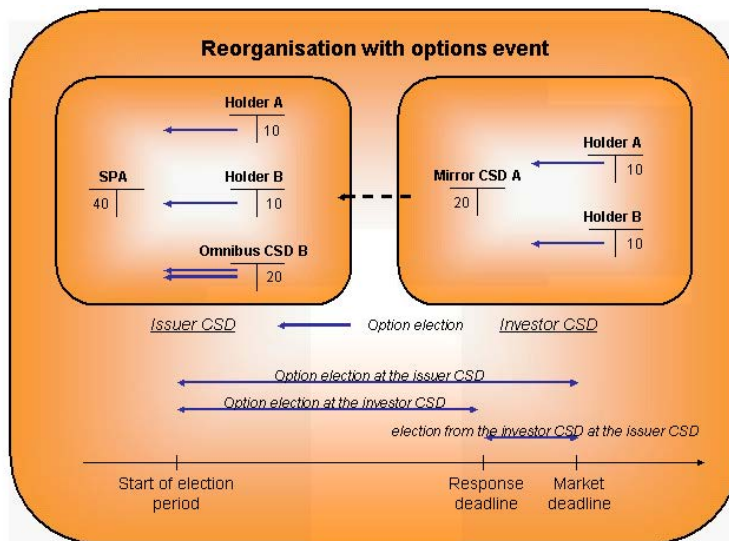 Reorganisation with options event
Holder A
10
SPA
40
Holder B
10
Omnibus CSD B
20
Mirror CSD A
20
Holder A
10
Holder B
10
Issuer CSD
Option election
Investor CSD
Option election at the issuer CSD
Option election at the investor CSD
election from the investor CSD at the issuer CSD
Start of election
period
Response
deadline
Market
deadline